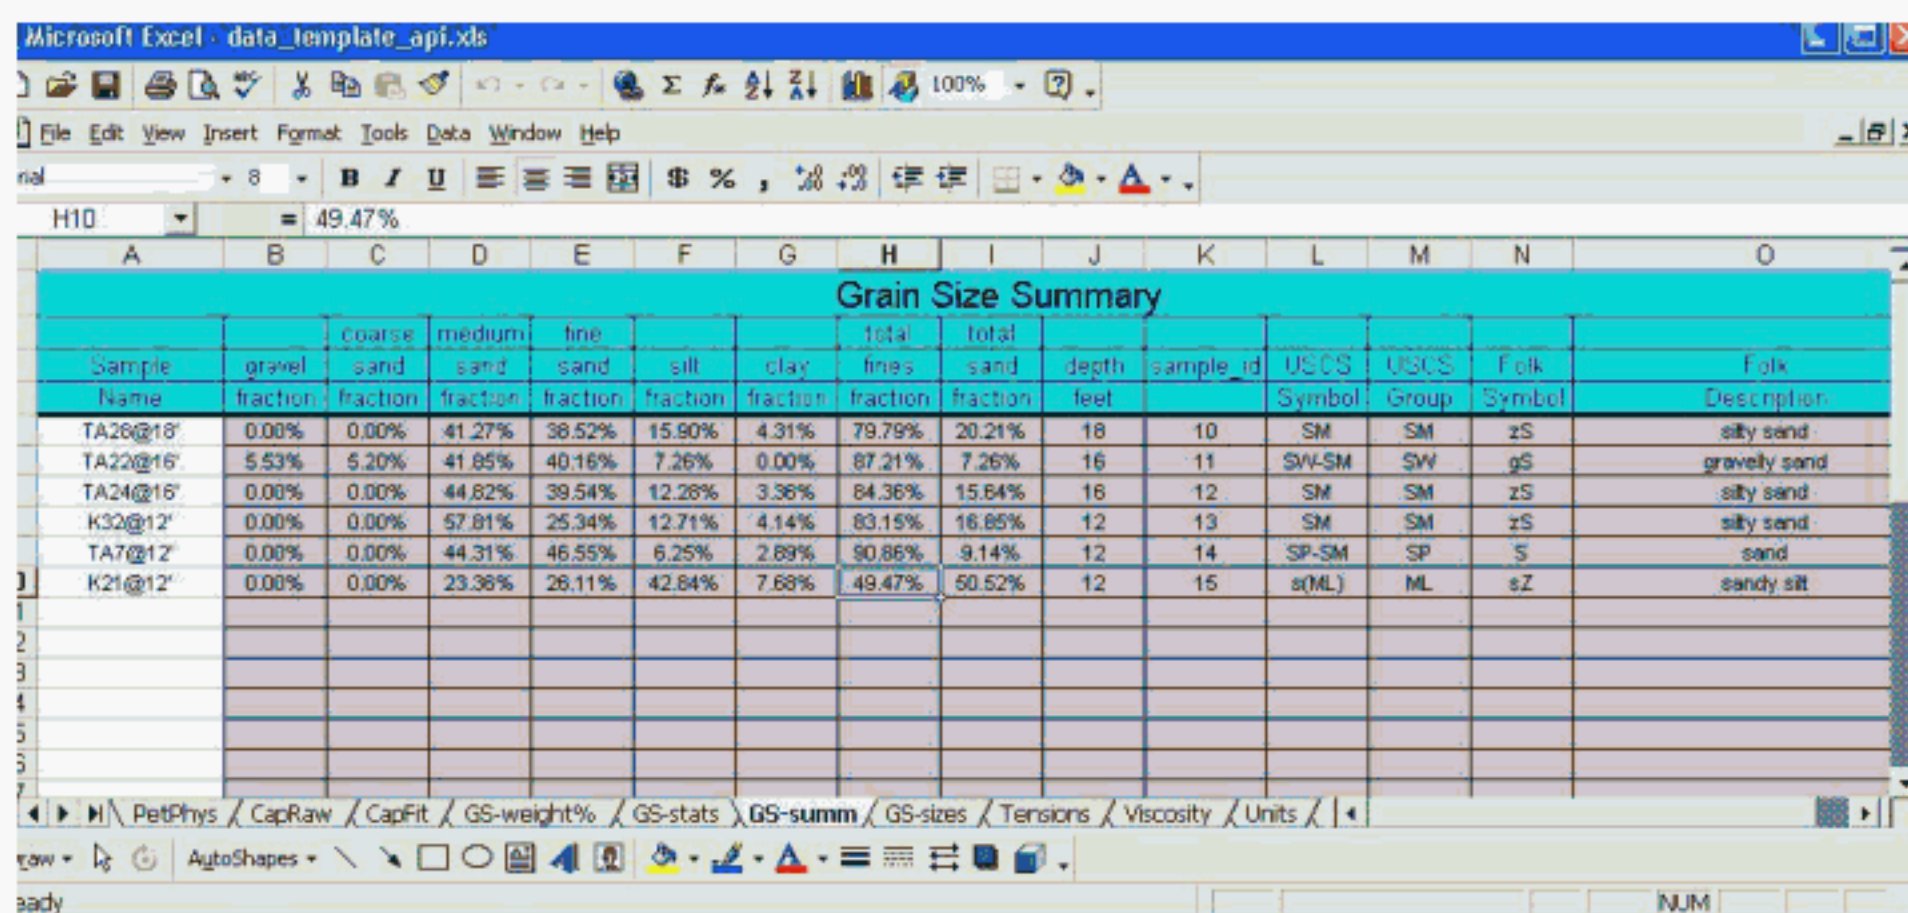 Microsoft Excel - data_template_api.xls
100%
File Edit View Insert Format Tools Data Window Help
8 B I U $ % ,
H10 = 49.47%
A B C D E F G H I J K L M N O
Grain Size Summary
coarse medium fine total total
Sample gravel sand sand sand silt clay fines sand depth sample_id USCS USCS Folk Folk
Name fraction fraction fraction fraction fraction fraction fraction fraction feet Symbol Group Symbol Description
TA26@18' 0.00% 0.00% 41.27% 38.52% 15.90% 4.31% 79.79% 20.21% 18 10 SM SM zS silty sand
TA22@16' 5.53% 5.20% 41.85% 40.16% 7.26% 0.00% 87.21% 7.26% 16 11 SW-SM SW gS gravelly sand
TA24@16' 0.00% 0.00% 44.82% 39.54% 12.28% 3.36% 84.36% 15.64% 16 12 SM SM zS silty sand
K32@12' 0.00% 0.00% 57.81% 25.34% 12.71% 4.14% 83.15% 16.85% 12 13 SM SM zS silty sand
TA7@12' 0.00% 0.00% 44.31% 46.55% 6.25% 2.89% 90.86% 9.14% 12 14 SP-SM SP S sand
K21@12' 0.00% 0.00% 23.36% 26.11% 42.84% 7.68% 49.47% 50.52% 12 15 s(ML) ML sZ sandy silt
PetPhys CapRaw CapFit GS-weight% GS-stats GS-summ GS-sizes Tensions Viscosity Units
AutoShapes
eady NUM